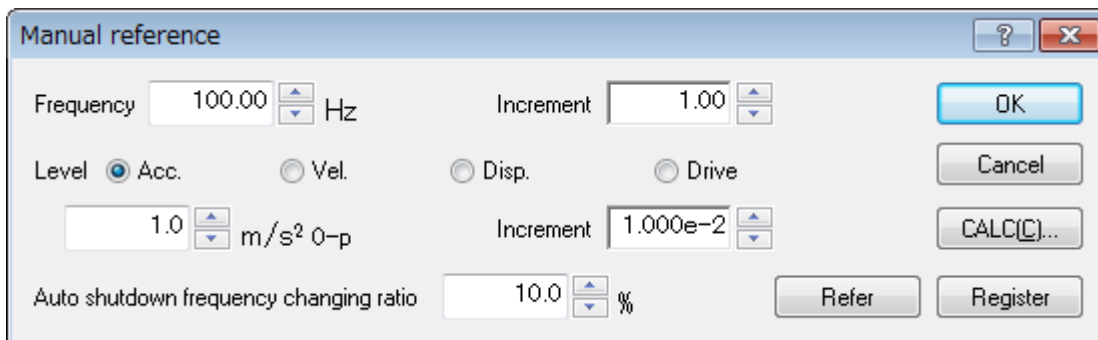 Manual reference
Frequency 100.00 Hz Increment 1.00 OK
Level Acc. Vel. Disp. Drive Cancel
1.0 m/s² 0-p Increment 1.000e-2 CALC(C)...
Auto shutdown frequency changing ratio 10.0 % Refer Register